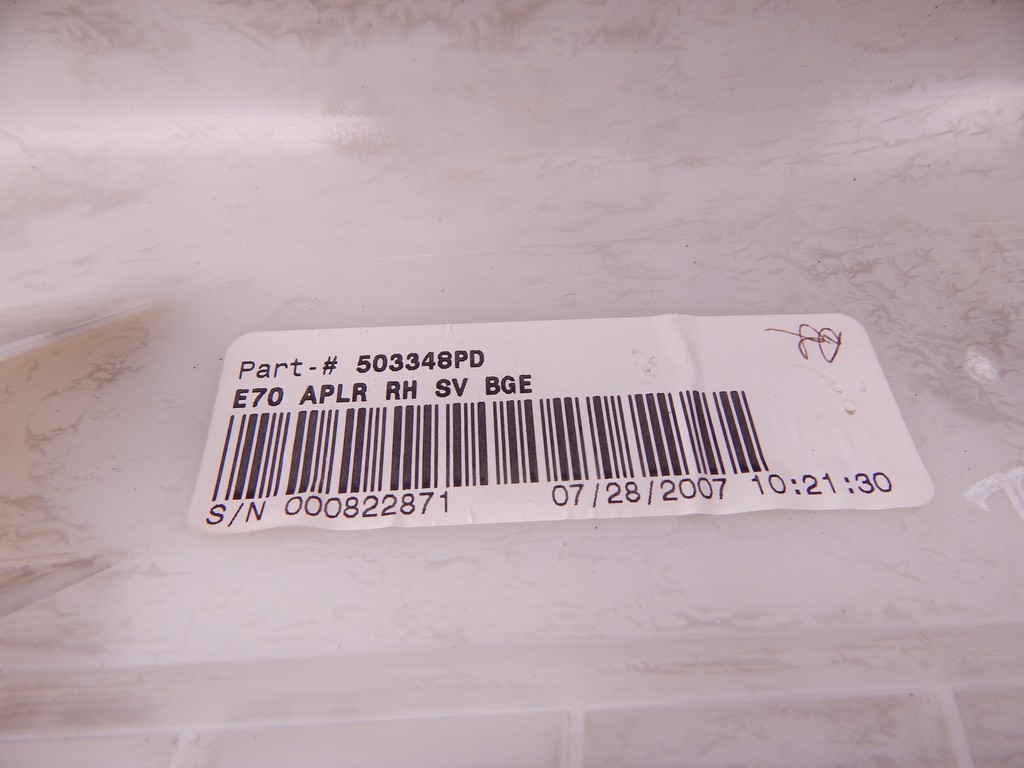 Part-# 503348PD
E70 APLR RH SV BGE
S/N 000822871 07/28/2007 10:21:30